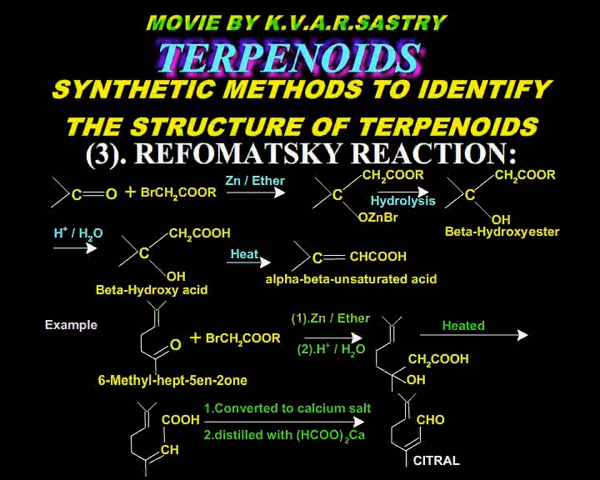 MOVIE BY K.V.A.R.SASTRY
TERPENOIDS
SYNTHETIC METHODS TO IDENTIFY
THE STRUCTURE OF TERPENOIDS
(3). REFOMATSKY REACTION:
C=O + BrCH₂COOR Zn / Ether C CH₂COOR OZnBr Hydrolysis C CH₂COOR OH
Beta-Hydroxyester
H⁺ / H₂O C CH₂COOH OH Heat C=CHCOOH
Beta-Hydroxy acid
alpha-beta-unsaturated acid
Example O + BrCH₂COOR (1).Zn / Ether (2).H⁺ / H₂O CH₂COOH OH Heated
6-Methyl-hept-5en-2one
COOH CH 1.Converted to calcium salt 2.distilled with (HCOO)₂Ca CHO
CITRAL